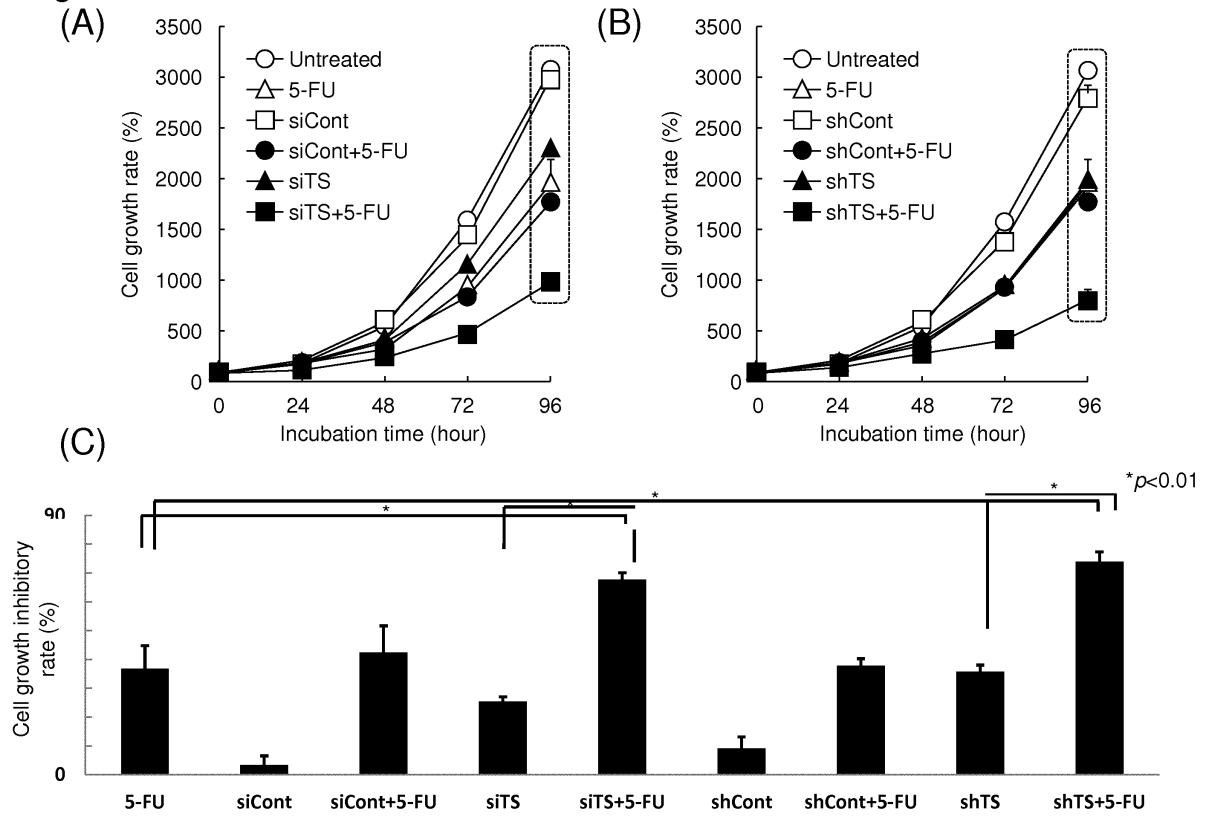 (A)
3500
3000
2500
2000
1500
1000
500
0
Cell growth rate (%)
Untreated
5-FU
siCont
siCont+5-FU
siTS
siTS+5-FU
0 24 48 72 96
Incubation time (hour)
(B)
3500
3000
2500
2000
1500
1000
500
0
Cell growth rate (%)
Untreated
5-FU
shCont
shCont+5-FU
shTS
shTS+5-FU
0 24 48 72 96
Incubation time (hour)
(C)
*p<0.01
* * * *
90
0
Cell growth inhibitory
rate (%)
5-FU siCont siCont+5-FU siTS siTS+5-FU shCont shCont+5-FU shTS shTS+5-FU